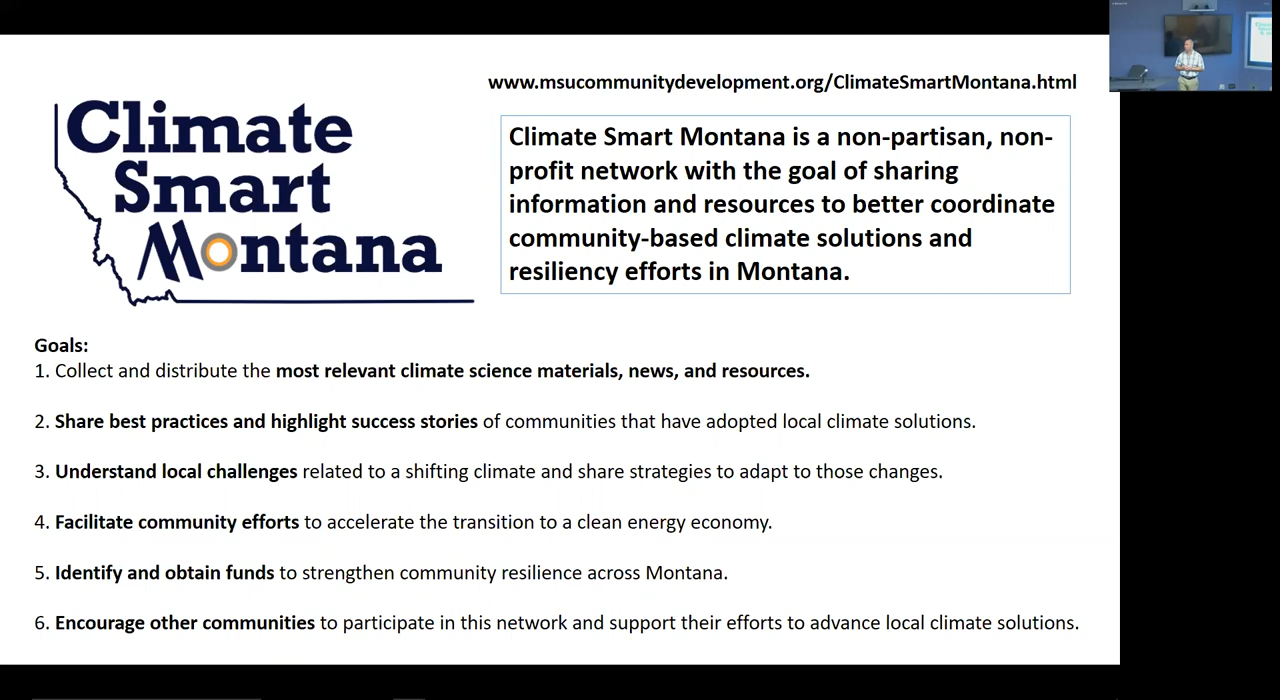 www.msucommunitydevelopment.org/ClimateSmartMontana.html
Climate
Smart
Montana
Climate Smart Montana is a non-partisan, non-
profit network with the goal of sharing
information and resources to better coordinate
community-based climate solutions and
resiliency efforts in Montana.
Goals:
1. Collect and distribute the most relevant climate science materials, news, and resources.
2. Share best practices and highlight success stories of communities that have adopted local climate solutions.
3. Understand local challenges related to a shifting climate and share strategies to adapt to those changes.
4. Facilitate community efforts to accelerate the transition to a clean energy economy.
5. Identify and obtain funds to strengthen community resilience across Montana.
6. Encourage other communities to participate in this network and support their efforts to advance local climate solutions.